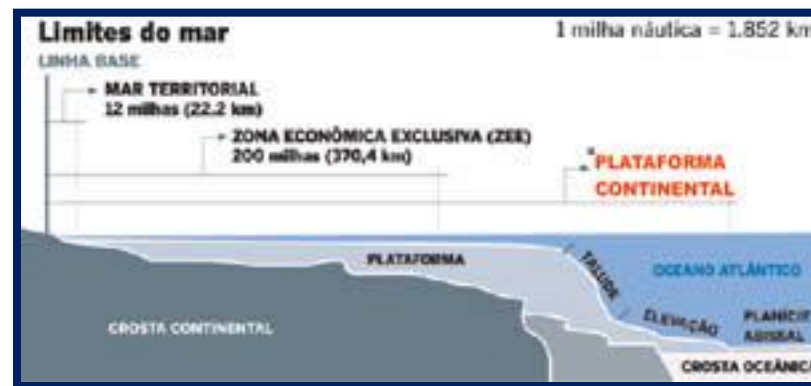 Limites do mar
1 milha náutica = 1.852 km
LINHA BASE
MAR TERRITORIAL
12 milhas (22,2 km)
ZONA ECONÔMICA EXCLUSIVA (ZEE)
200 milhas (370,4 km)
PLATAFORMA
CONTINENTAL
PLATAFORMA
TALUDE
OCEANO ATLÂNTICO
ELEVAÇÃO
PLANÍCIE
ABISSAL
CROSTA CONTINENTAL
CROSTA OCEÂNICA